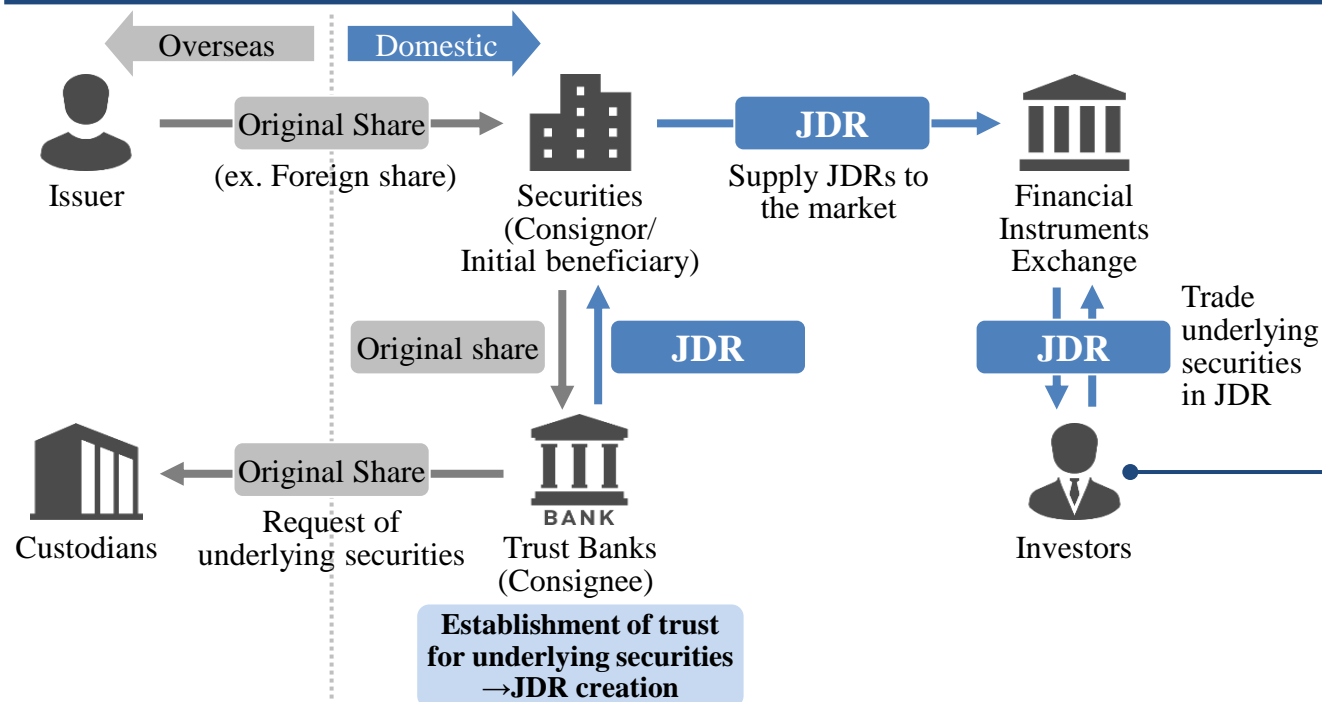 Overseas
Domestic
Original Share
(ex. Foreign share)
Issuer
Securities
(Consignor/
Initial beneficiary)
JDR
Supply JDRs to
the market
Financial
Instruments
Exchange
Original share
JDR
JDR
Trade
underlying
securities
in JDR
Original Share
Request of
underlying securities
Custodians
BANK
Trust Banks
(Consignee)
Investors
Establishment of trust
for underlying securities
→JDR creation